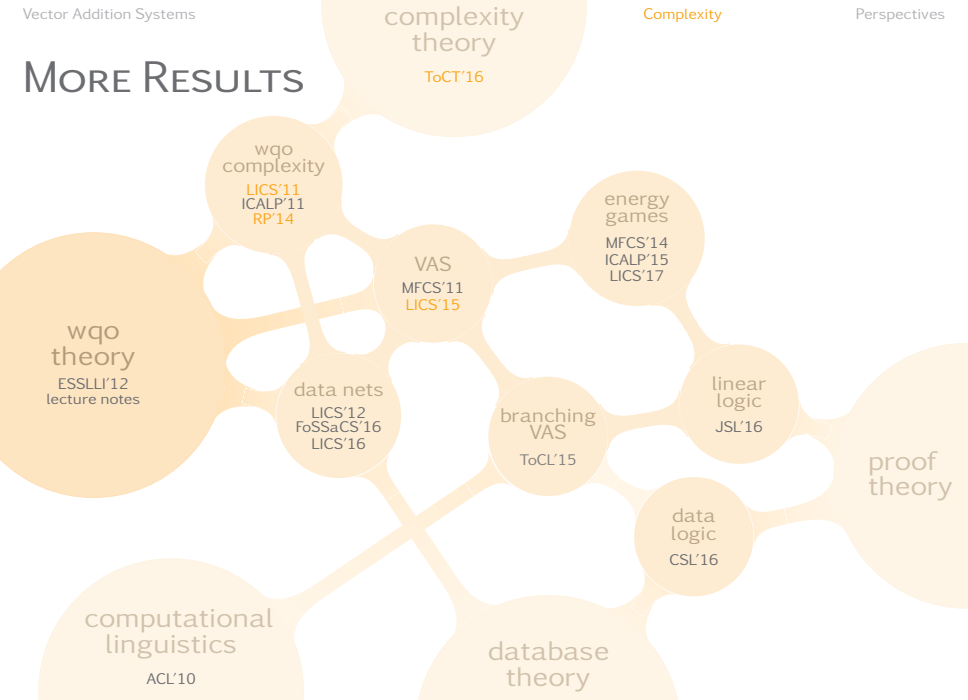 Vector Addition Systems
Complexity
Perspectives
More Results
complexity
theory
ToCT'16
wqo
complexity
LICS'11
ICALP'11
RP'14
energy
games
MFCS'14
ICALP'15
LICS'17
VAS
MFCS'11
LICS'15
wqo
theory
ESSLLI'12
lecture notes
data nets
LICS'12
FoSSaCS'16
LICS'16
branching
VAS
ToCL'15
linear
logic
JSL'16
proof
theory
data
logic
CSL'16
computational
linguistics
ACL'10
database
theory